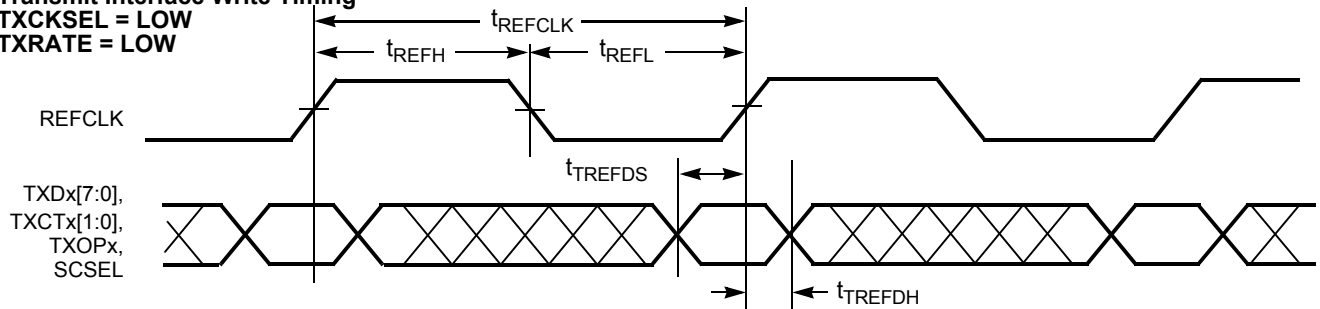 Transmit Interface Write Timing
TXCKSEL = LOW
TXRATE = LOW
tREFCLK
tREFH
tREFL
REFCLK
tTREFDS
TXDx[7:0],
TXCTx[1:0],
TXOPx,
SCSEL
tTREFDH